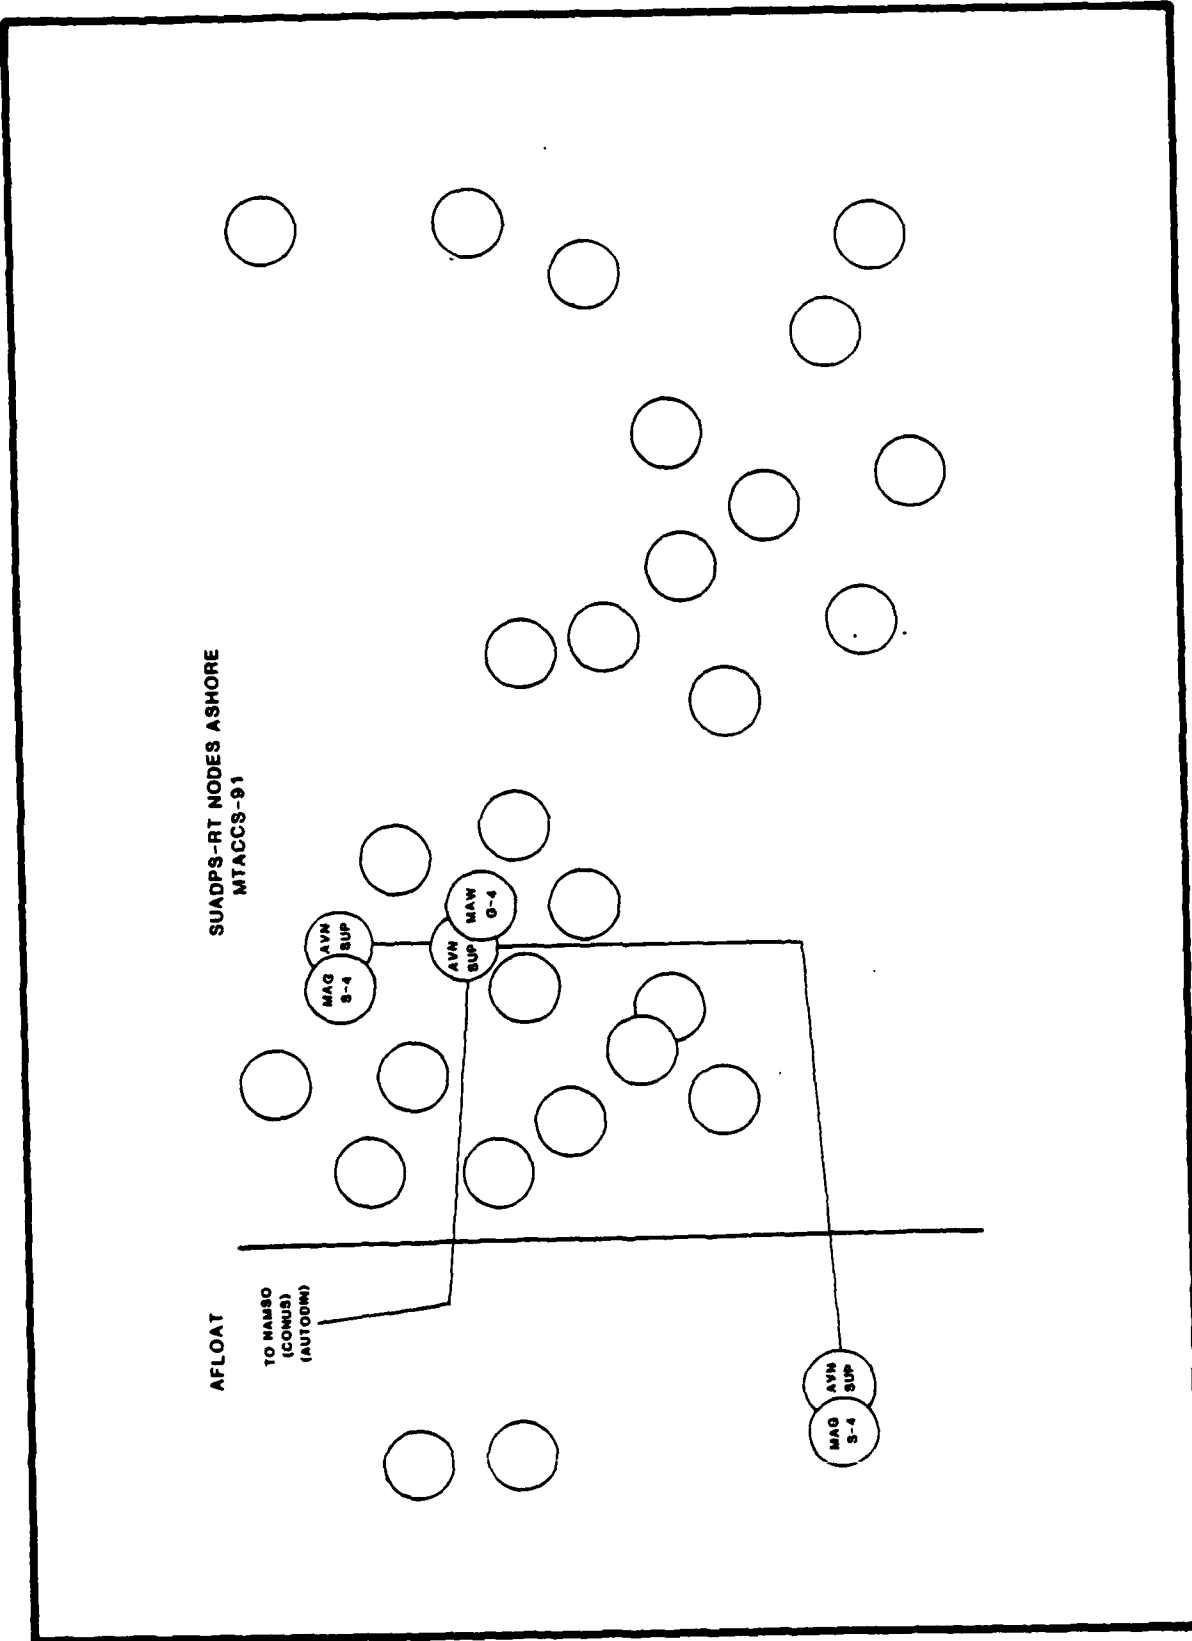 SUADPS-RT NODES ASHORE
MTACCS-91
AFLOAT
TO NAMSO
(CONUS)
(AUTODIN)
MAG
S-4
AVN
SUP
AVN
SUP
MAW
G-4
MAG
S-4
AVN
SUP